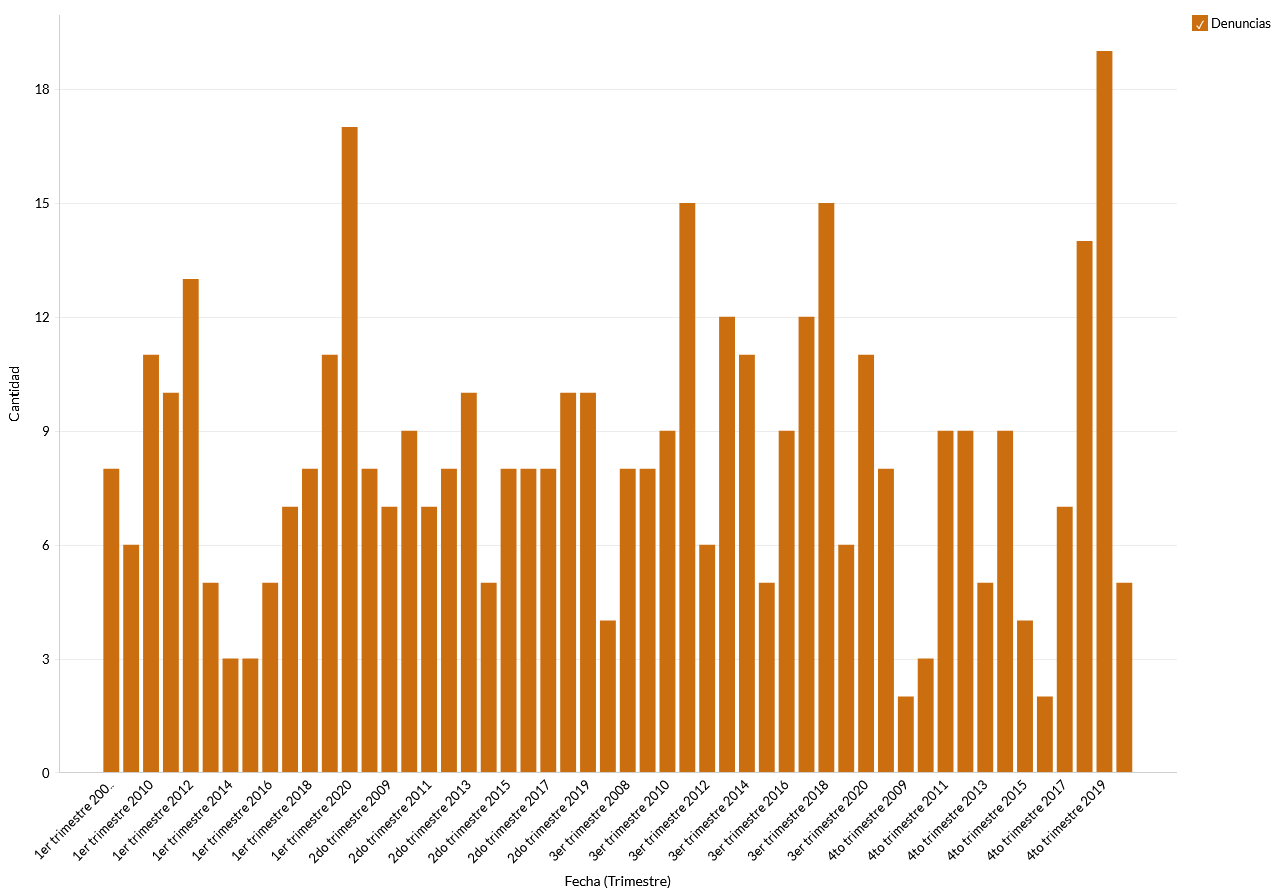 Denuncias
Cantidad
18
15
12
9
6
3
0
1er trimestre 200..
1er trimestre 2010
1er trimestre 2012
1er trimestre 2014
1er trimestre 2016
1er trimestre 2018
1er trimestre 2020
2do trimestre 2009
2do trimestre 2011
2do trimestre 2013
2do trimestre 2015
2do trimestre 2017
2do trimestre 2019
3er trimestre 2008
3er trimestre 2010
3er trimestre 2012
3er trimestre 2014
3er trimestre 2016
3er trimestre 2018
3er trimestre 2020
4to trimestre 2009
4to trimestre 2011
4to trimestre 2013
4to trimestre 2015
4to trimestre 2017
4to trimestre 2019
Fecha (Trimestre)